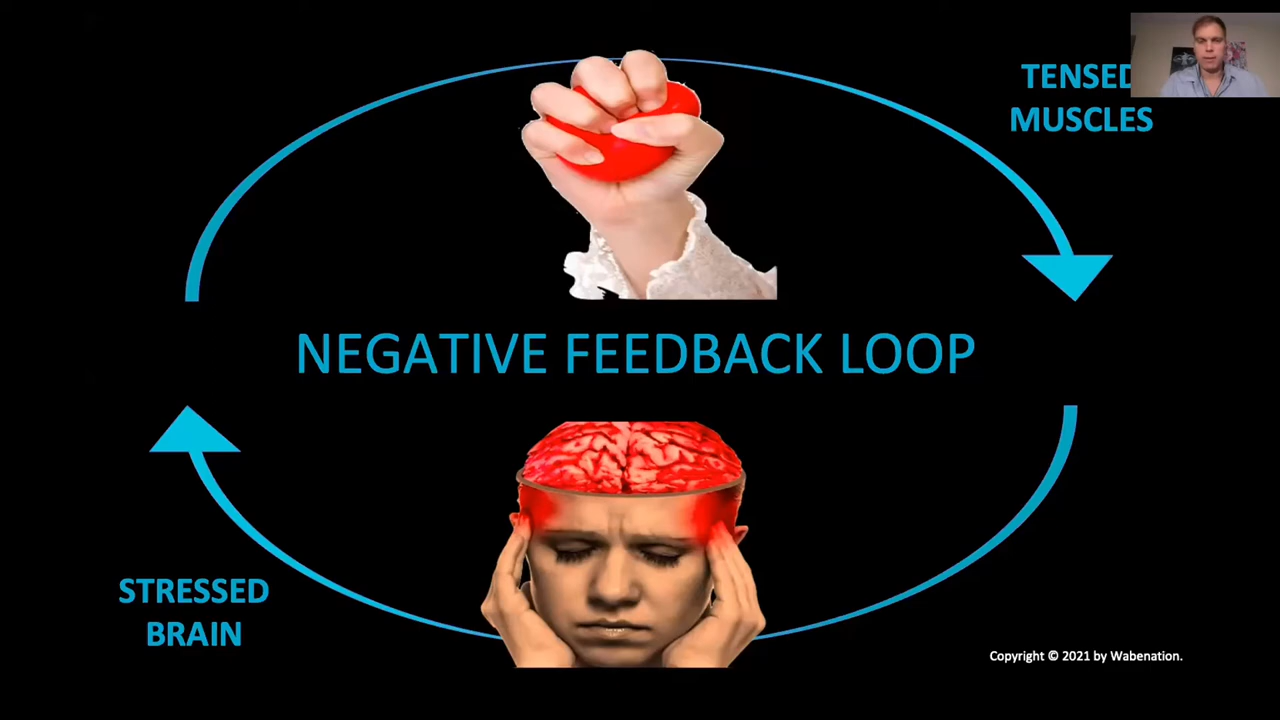 TENSED
MUSCLES
NEGATIVE FEEDBACK LOOP
STRESSED
BRAIN
Copyright © 2021 by Wabenation.